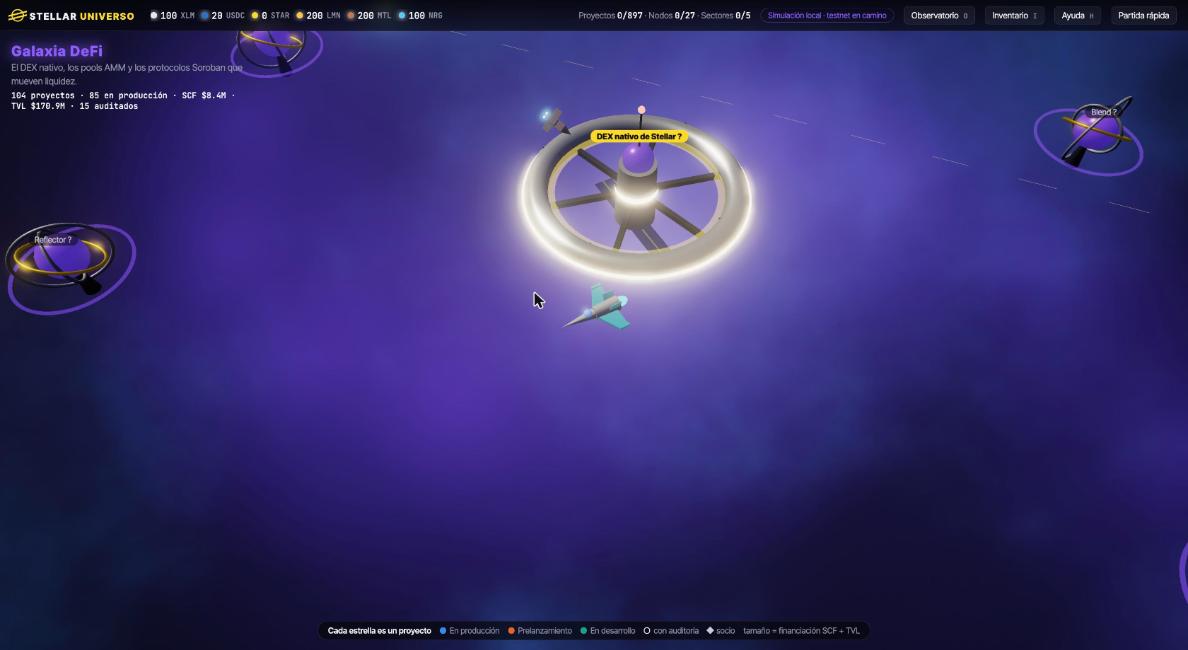 STELLAR UNIVERSO
100 XLM 20 USDC 0 STAR 200 LMN 200 MTL 100 NRG
Proyectos 0/897 · Nodos 0/27 · Sectores 0/5
Simulación local · testnet en camino
Observatorio O
Inventario I
Ayuda H
Partida rápida
Galaxia DeFi
El DEX nativo, los pools AMM y los protocolos Soroban que
mueven liquidez.
104 proyectos · 85 en producción · SCF $8.4M ·
TVL $170.9M · 15 auditados
Blend ?
DEX nativo de Stellar ?
Reflector ?
Cada estrella es un proyecto En producción Prelanzamiento En desarrollo con auditoría socio tamaño = financiación SCF + TVL